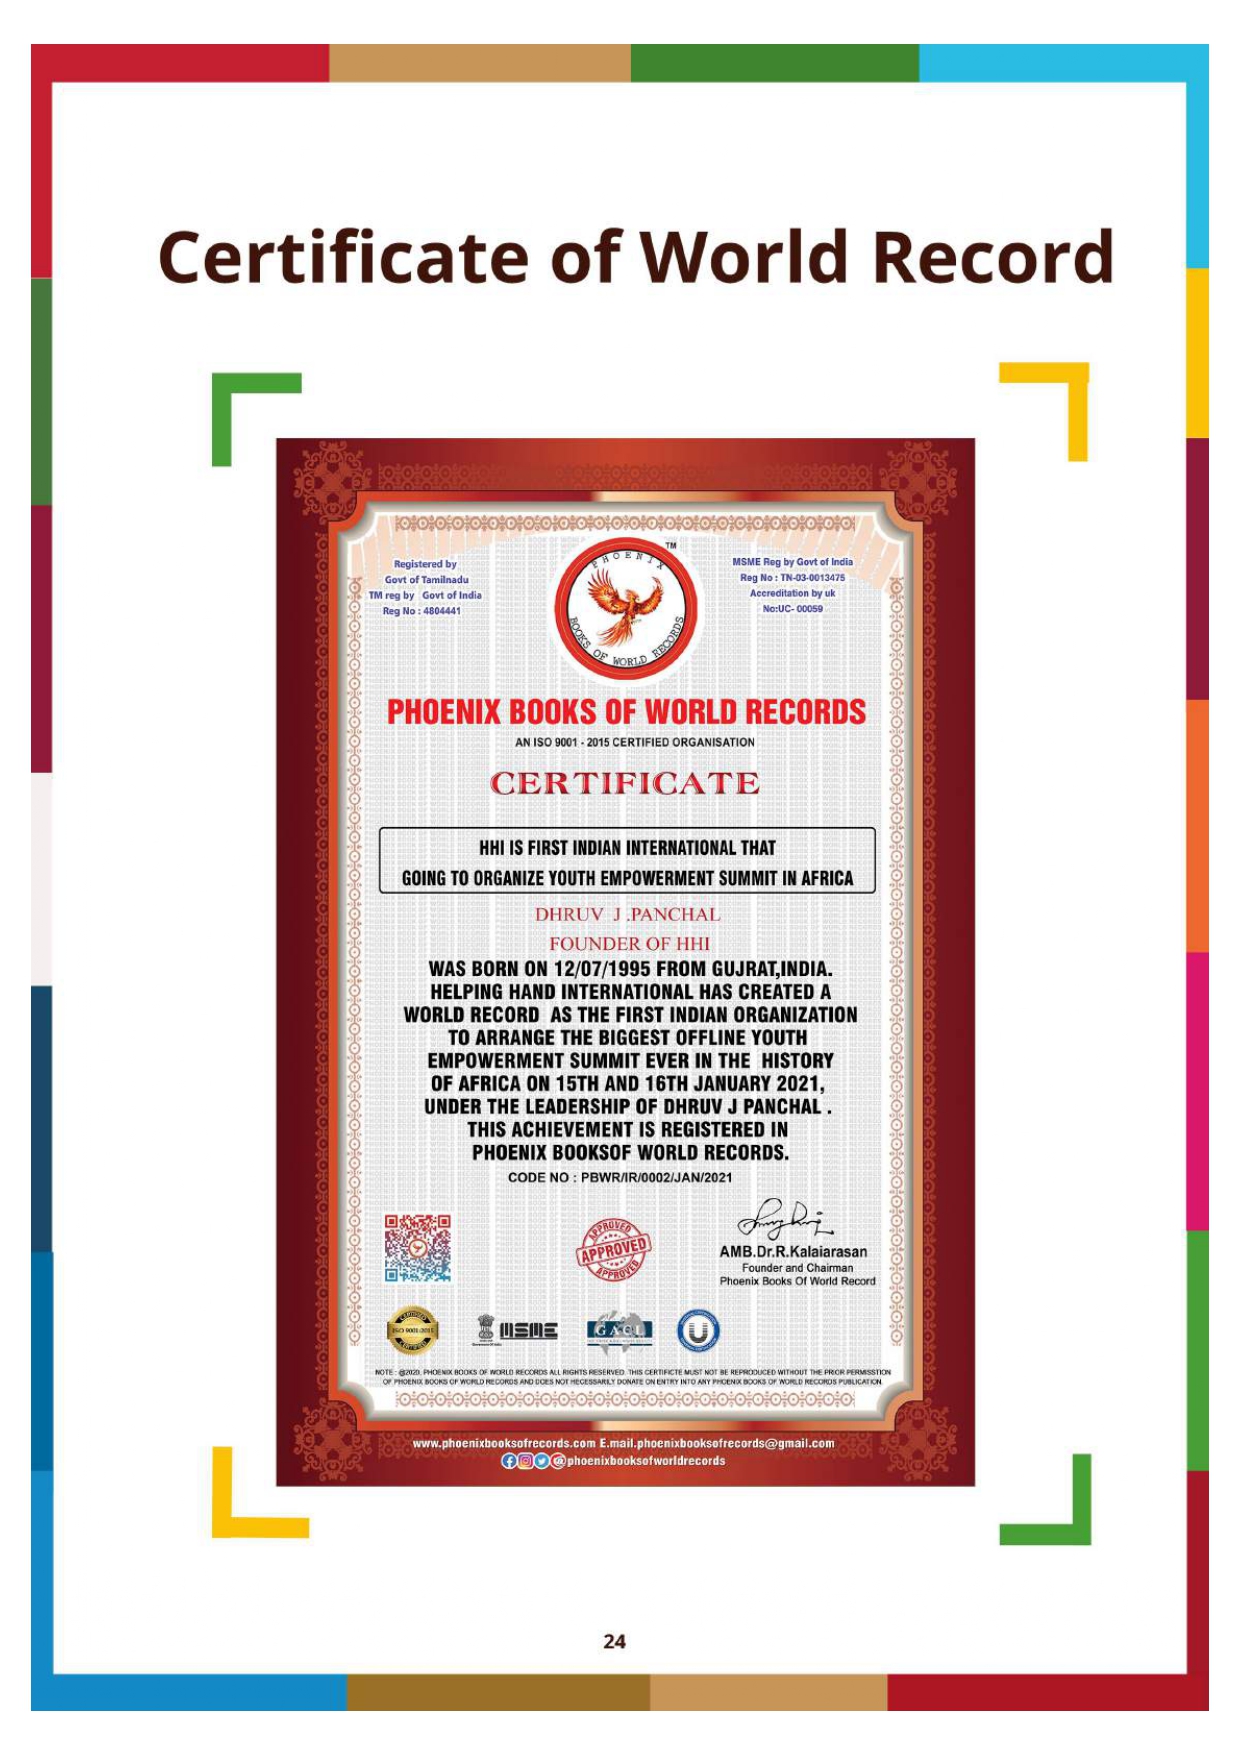 Certificate of World Record
Registered by
Govt of Tamilnadu
TM reg by Govt of India
Reg No : 4804441
TM
PHOENIX
BOOKS OF WORLD RECORDS
MSME Reg by Govt of India
Reg No : TN-03-0013475
Accreditation by uk
No:UC- 00059
PHOENIX BOOKS OF WORLD RECORDS
AN ISO 9001 - 2015 CERTIFIED ORGANISATION
CERTIFICATE
HHI IS FIRST INDIAN INTERNATIONAL THAT
GOING TO ORGANIZE YOUTH EMPOWERMENT SUMMIT IN AFRICA
DHRUV J .PANCHAL
FOUNDER OF HHI
WAS BORN ON 12/07/1995 FROM GUJRAT,INDIA.
HELPING HAND INTERNATIONAL HAS CREATED A
WORLD RECORD AS THE FIRST INDIAN ORGANIZATION
TO ARRANGE THE BIGGEST OFFLINE YOUTH
EMPOWERMENT SUMMIT EVER IN THE HISTORY
OF AFRICA ON 15TH AND 16TH JANUARY 2021,
UNDER THE LEADERSHIP OF DHRUV J PANCHAL .
THIS ACHIEVEMENT IS REGISTERED IN
PHOENIX BOOKSOF WORLD RECORDS.
CODE NO : PBWR/IR/0002/JAN/2021
APPROVED
APPROVED
APPROVED
AMB.Dr.R.Kalaiarasan
Founder and Chairman
Phoenix Books Of World Record
CERTIFIED
ISO 9001:2015
CERTIFIED
MSME
GACL
U
NOTE : @2020, PHOENIX BOOKS OF WORLD RECORDS ALL RIGHTS RESERVED. THIS CERTIFICTE MUST NOT BE REPRODUCED WITHOUT THE PRIOR PERMISSTION
OF PHOENIX BOOKS OF WORLD RECORDS AND DOES NOT NECESSARILY DONATE ON ENTRY INTO ANY PHOENIX BOOKS OF WORLD RECORDS PUBLICATION.
www.phoenixbooksofrecords.com E.mail.phoenixbooksofrecords@gmail.com
@phoenixbooksofworldrecords
24